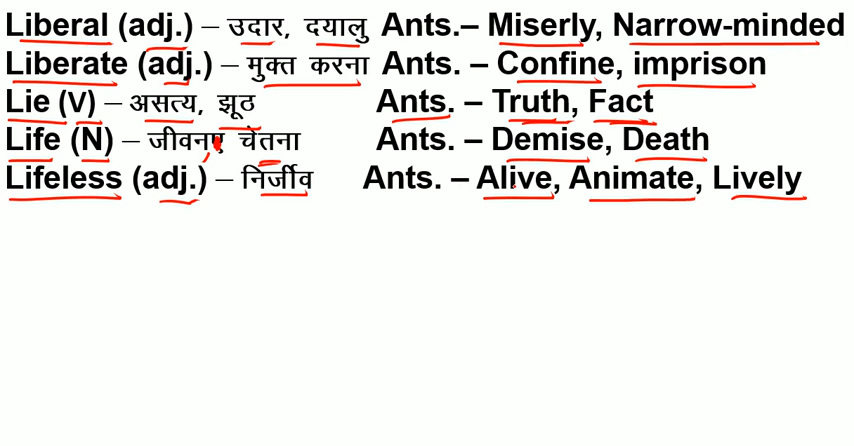 Liberal (adj.) – उदार, दयालु Ants.– Miserly, Narrow-minded
Liberate (adj.) – मुक्त करना Ants. – Confine, imprison
Lie (V) – असत्य, झूठ Ants. – Truth, Fact
Life (N) – जीवनए चेतना Ants. – Demise, Death
Lifeless (adj.) – निर्जीव Ants. – Alive, Animate, Lively